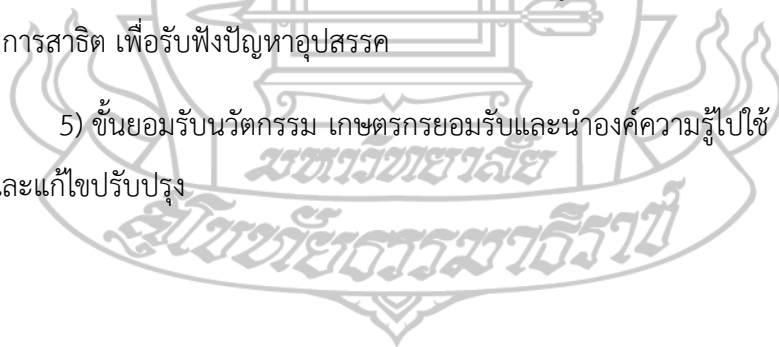 การสาธิต เพื่อรับฟังปัญหาอุปสรรค
5) ขั้นยอมรับนวัตกรรม เกษตรกรยอมรับและนำองค์ความรู้ไปใช้
ละแก้ไขปรับปรุง
มหาวิทยาลัย
สุโขทัยธรรมาธิราช